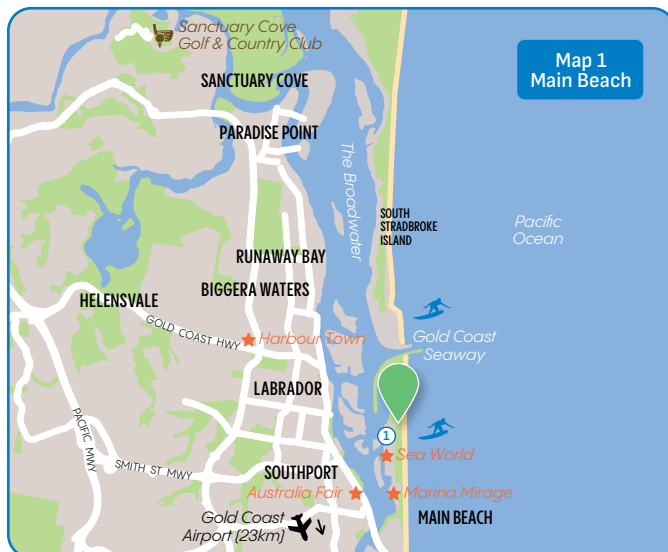 Sanctuary Cove
Golf & Country Club
Map 1
Main Beach
SANCTUARY COVE
PARADISE POINT
The Broadwater
SOUTH
STRADBROKE
ISLAND
Pacific
Ocean
RUNAWAY BAY
BIGGERA WATERS
HELENSVALE
GOLD COAST HWY
Harbour Town
Gold Coast
Seaway
LABRADOR
PACIFIC MWY
1
Sea World
SMITH ST MWY
SOUTHPORT
Australia Fair
Marina Mirage
Gold Coast
Airport (23km)
MAIN BEACH